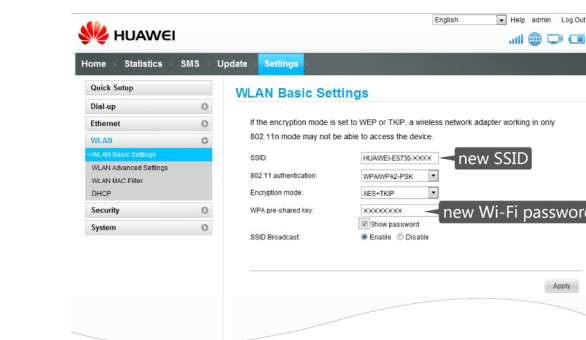 English Help admin Log Out
HUAWEI
Home Statistics SMS Update Settings
Quick Setup
Dial-up
Ethernet
WLAN
WLAN Basic Settings
WLAN Advanced Settings
WLAN MAC Filter
DHCP
Security
System
WLAN Basic Settings
If the encryption mode is set to WEP or TKIP, a wireless network adapter working in only
802.11n mode may not be able to access the device.
SSID: HUAWEI-E5730-XXXX new SSID
802.11 authentication: WPA/WPA2-PSK
Encryption mode: AES+TKIP
WPA pre-shared key: XXXXXXXX new Wi-Fi password
Show password
SSID Broadcast: Enable Disable
Apply